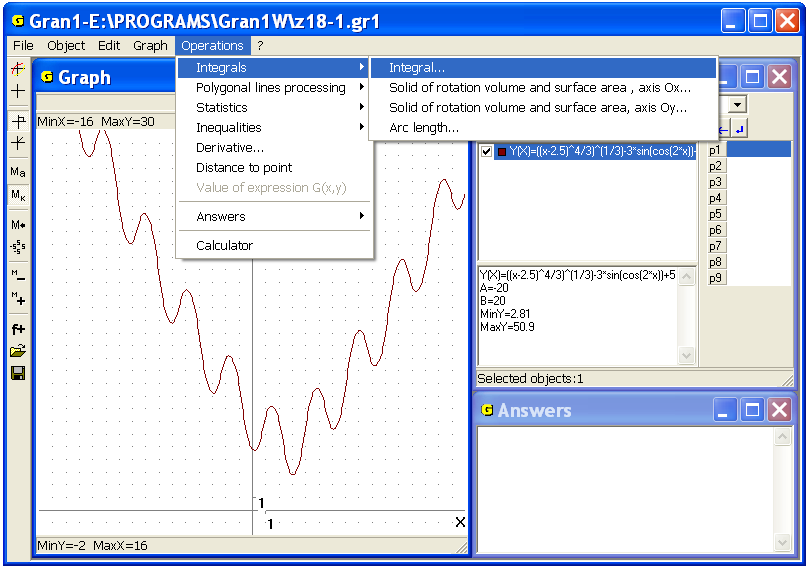 Gran1-E:\PROGRAMS\Gran1W\z18-1.gr1
File Object Edit Graph Operations ?
Graph
MinX=-16 MaxY=30
Integrals
Polygonal lines processing
Statistics
Inequalities
Derivative...
Distance to point
Value of expression G(x,y)
Answers
Calculator
Integral...
Solid of rotation volume and surface area , axis Ox...
Solid of rotation volume and surface area, axis Oy...
Arc length...
Ma
Mк
M
M
M
f+
1
1
X
MinY=-2 MaxX=16
Y(X)=((x-2.5)^4/3)^(1/3)-3*sin(cos(2*x))+
p1
p2
p3
p4
p5
p6
p7
p8
p9
Y(X)=((x-2.5)^4/3)^(1/3)-3*sin(cos(2*x))+5
A=-20
B=20
MinY=2.81
MaxY=50.9
Selected objects:1
Answers